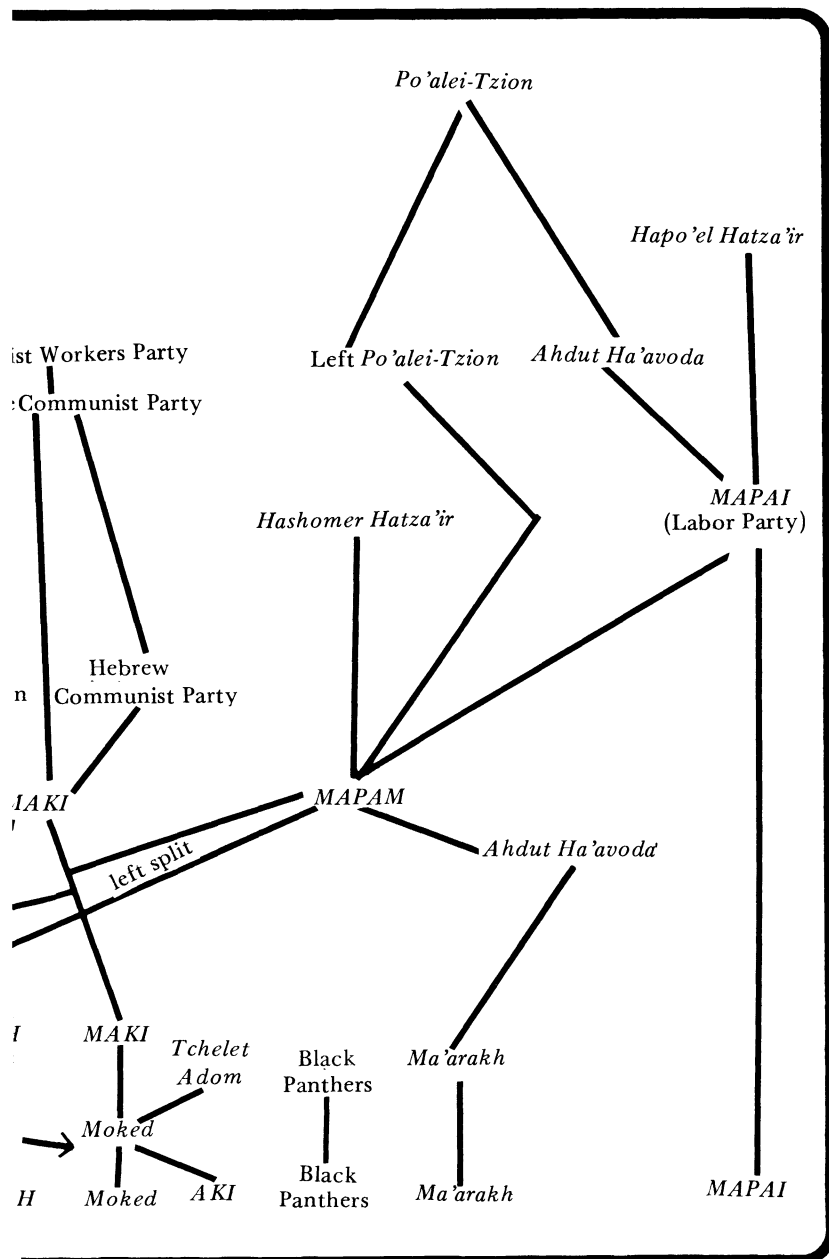 Po’alei-Tzion
Hapo’el Hatza’ir
ist Workers Party
Left Po’alei-Tzion
Ahdut Ha’avoda
Communist Party
MAPAI
(Labor Party)
Hashomer Hatza’ir
Hebrew
Communist Party
n
MAKI
MAPAM
left split
Ahdut Ha’avoda
MAKI
Tchelet
Adom
Black
Panthers
Ma’arakh
Moked
H
Moked
AKI
Black
Panthers
Ma’arakh
MAPAI